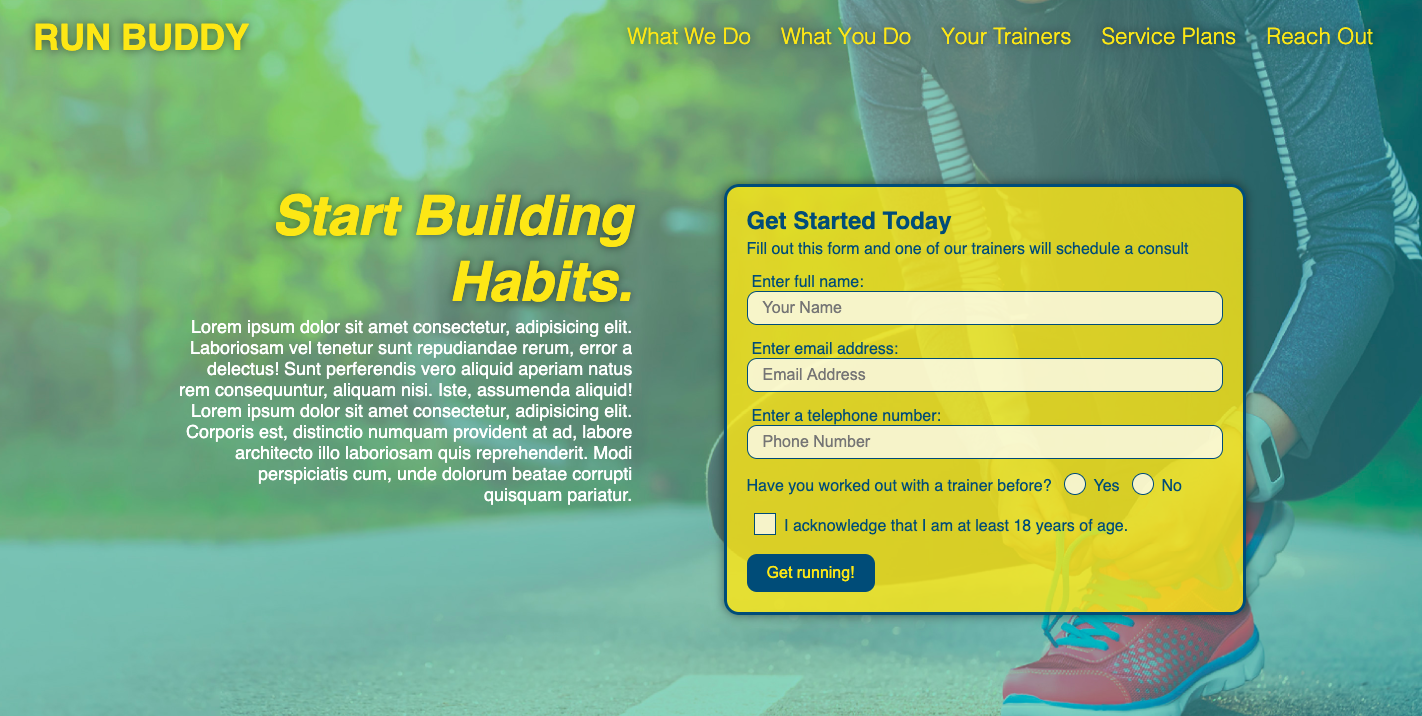 RUN BUDDY
What We Do What You Do Your Trainers Service Plans Reach Out
Start Building
Habits.
Lorem ipsum dolor sit amet consectetur, adipisicing elit.
Laboriosam vel tenetur sunt repudiandae rerum, error a
delectus! Sunt perferendis vero aliquid aperiam natus
rem consequuntur, aliquam nisi. Iste, assumenda aliquid!
Lorem ipsum dolor sit amet consectetur, adipisicing elit.
Corporis est, distinctio numquam provident at ad, labore
architecto illo laboriosam quis reprehenderit. Modi
perspiciatis cum, unde dolorum beatae corrupti
quisquam pariatur.
Get Started Today
Fill out this form and one of our trainers will schedule a consult
Enter full name:
Your Name
Enter email address:
Email Address
Enter a telephone number:
Phone Number
Have you worked out with a trainer before? Yes No
I acknowledge that I am at least 18 years of age.
Get running!